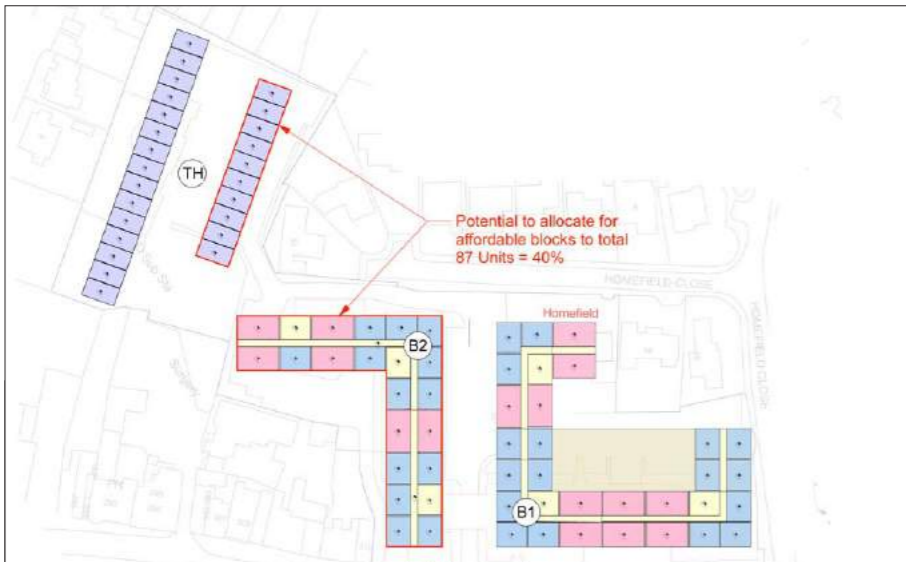 TH
Potential to allocate for
affordable blocks to total
87 Units = 40%
HOMEFIELD CLOSE
Homefield
HOMEFIELD CLOSE
B2
Surgery
B1